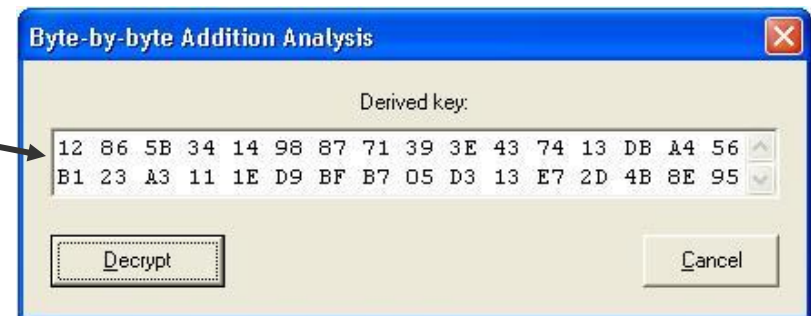 Byte-by-byte Addition Analysis
Derived key:
12 86 5B 34 14 98 87 71 39 3E 43 74 13 DB A4 56
B1 23 A3 11 1E D9 BF B7 05 D3 13 E7 2D 4B 8E 95
Decrypt Cancel